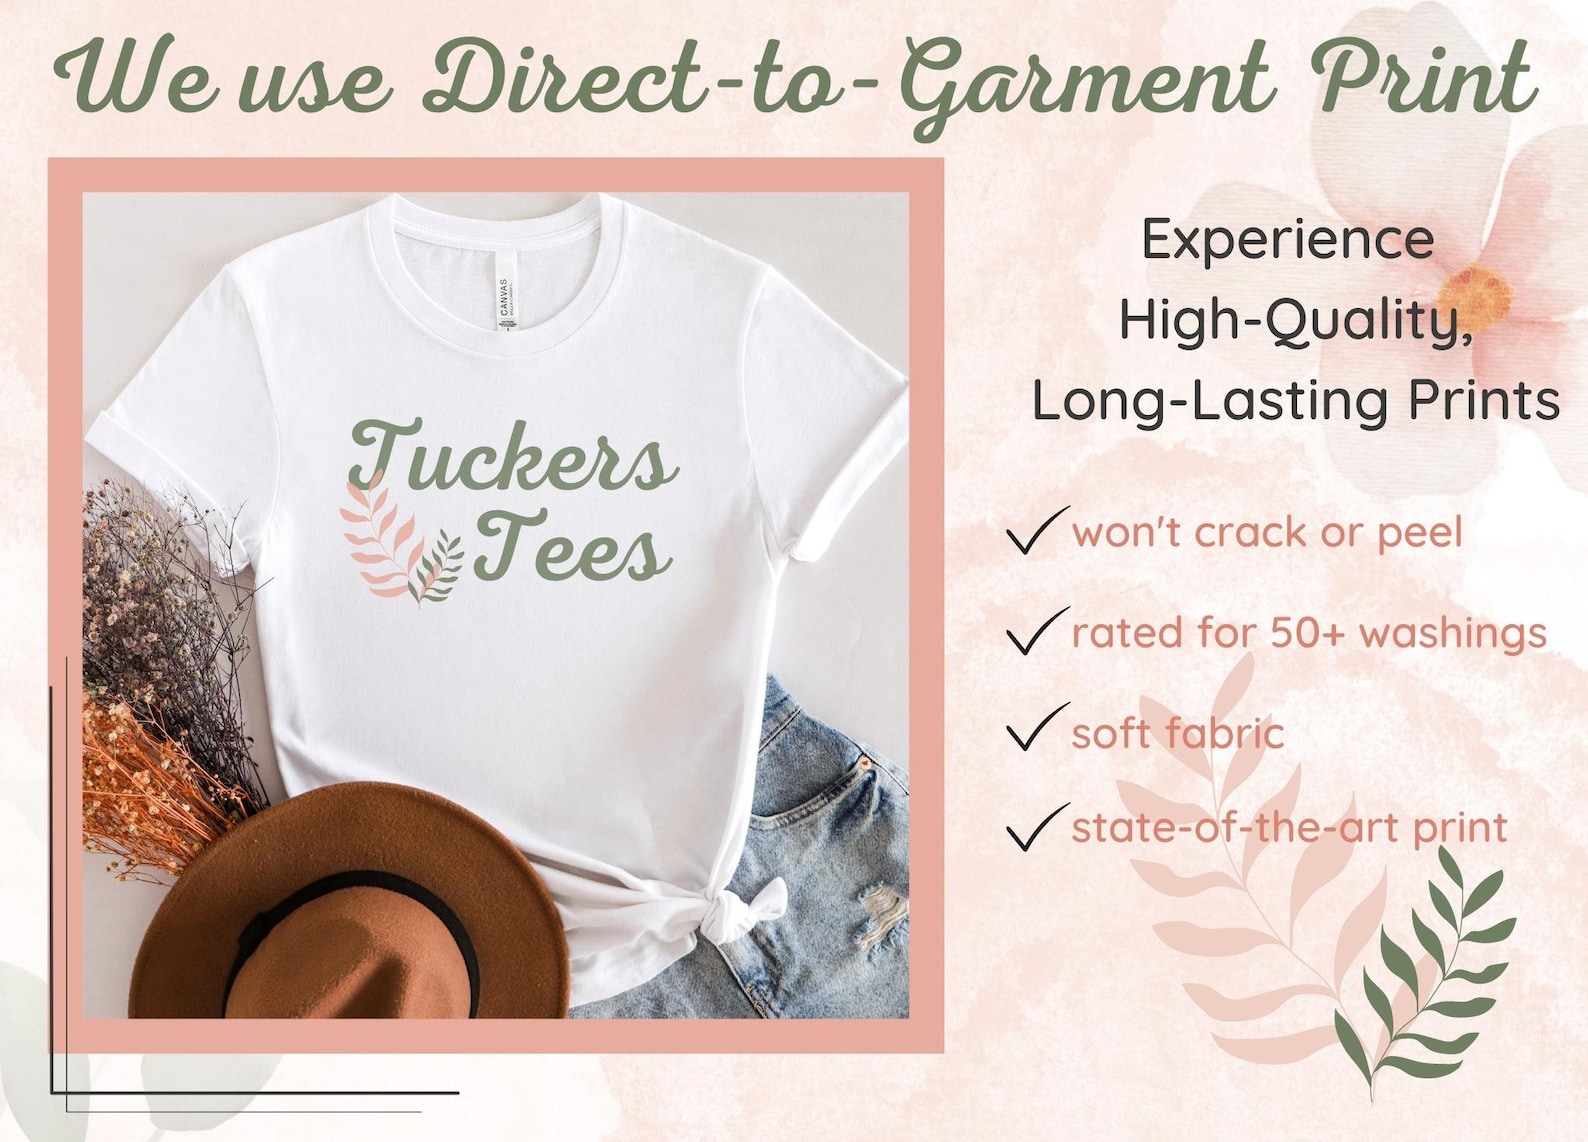 We use Direct-to-Garment Print
CANVAS
Tuckers
Tees
Experience
High-Quality,
Long-Lasting Prints
won't crack or peel
rated for 50+ washings
soft fabric
state-of-the-art print